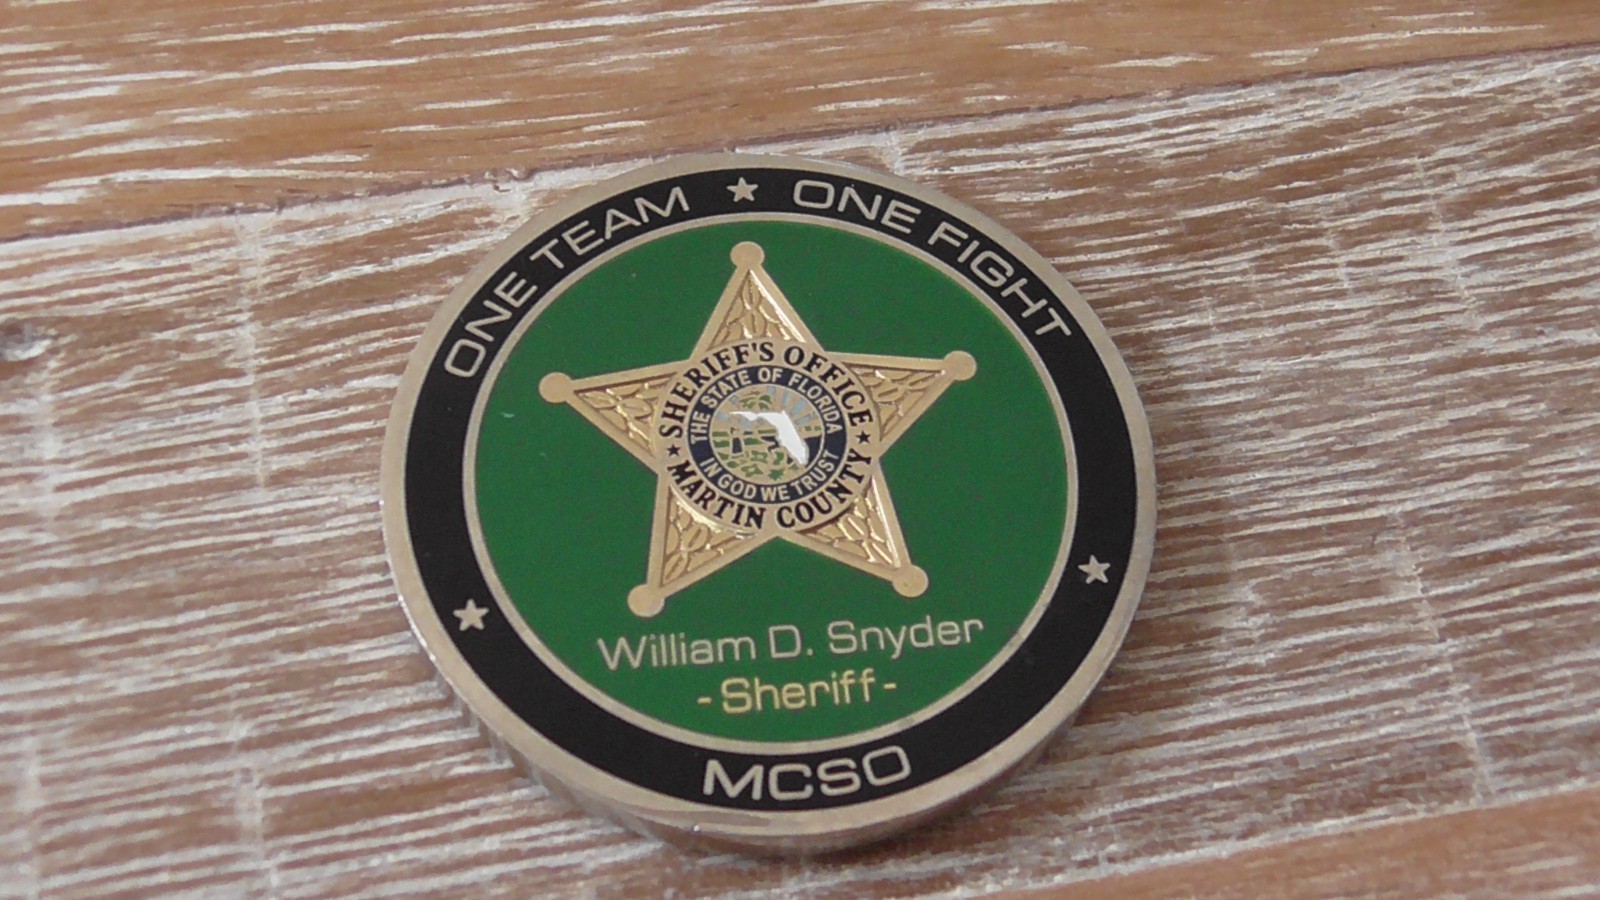 ONE TEAM ★ ONE FIGHT
SHERIFF'S OFFICE
THE STATE OF FLORIDA
IN GOD WE TRUST
★ MARTIN COUNTY ★
William D. Snyder
-Sheriff-
★ MCSO ★